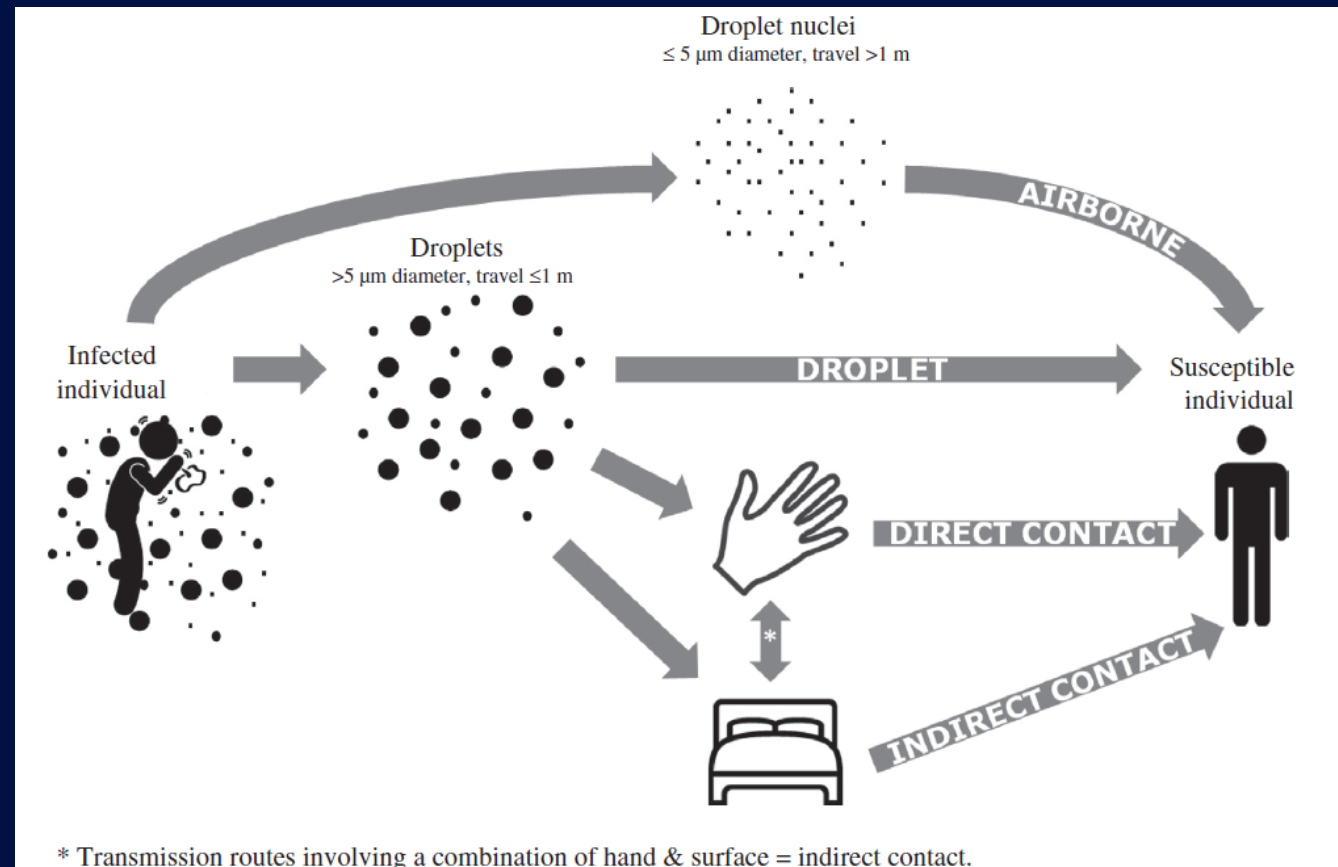 Droplet nuclei
≤ 5 μm diameter, travel >1 m
AIRBORNE
Droplets
>5 μm diameter, travel ≤1 m
Infected
individual
DROPLET
Susceptible
individual
DIRECT CONTACT
*
INDIRECT CONTACT
* Transmission routes involving a combination of hand & surface = indirect contact.